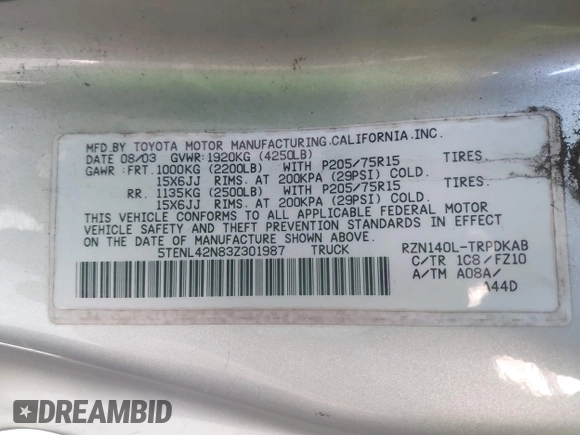 MFD BY TOYOTA MOTOR MANUFACTURING.CALIFORNIA.INC.
DATE 08/03 GVWR:1920KG (4250LB)
GAWR :FRT.1000KG (2200LB) WITH P205/75R15 TIRES.
15X6JJ RIMS. AT 200KPA (29PSI) COLD.
RR. 1135KG (2500LB) WITH P205/75R15 TIRES.
15X6JJ RIMS. AT 200KPA (29PSI) COLD.
THIS VEHICLE CONFORMS TO ALL APPLICABLE FEDERAL MOTOR
VEHICLE SAFETY AND THEFT PREVENTION STANDARDS IN EFFECT
ON THE DATE OF MANUFACTURE SHOWN ABOVE.
5TENL42N83Z301987 TRUCK
RZN140L-TRPDKAB
C/TR 1C8 / FZ10
A/TM A08A/
A44D
DREAMBID